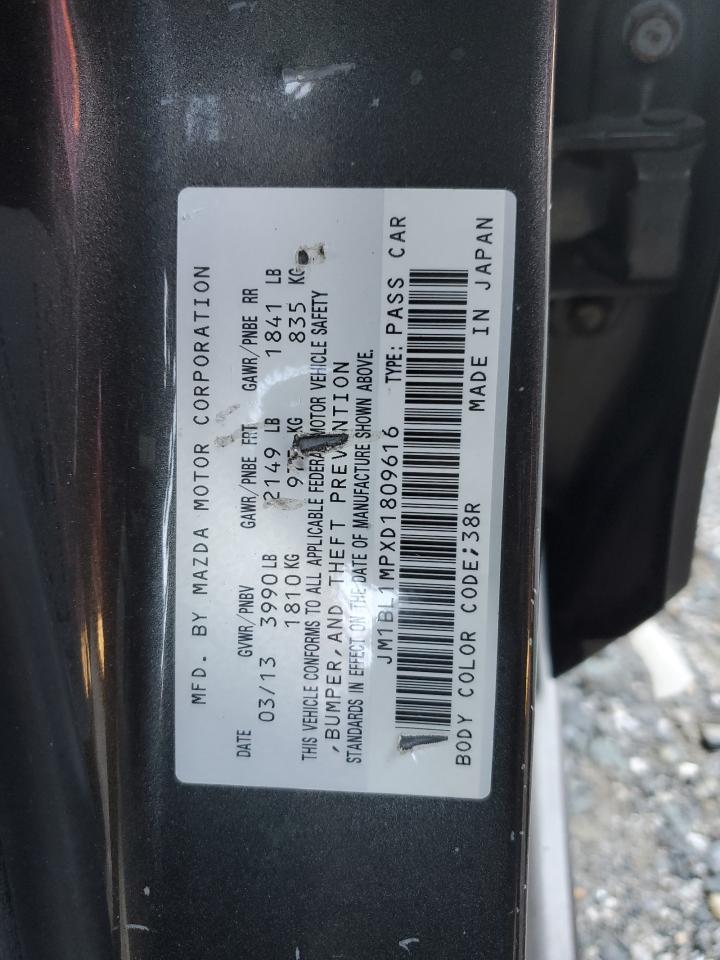 MFD. BY MAZDA MOTOR CORPORATION
DATE GVWR/PNBV GAWR/PNBE FRT GAWR/PNBE RR
03/13 3990 LB 2149 LB 1841 LB
1810 KG KG 835 KG
THIS VEHICLE CONFORMS TO ALL APPLICABLE FEDERAL MOTOR VEHICLE SAFETY
,BUMPER,AND THEFT PREVENTION
STANDARDS IN EFFECT ON THE DATE OF MANUFACTURE SHOWN ABOVE.
JM1BL1MPXD1809616 TYPE: PASS CAR
BODY COLOR CODE;38R MADE IN JAPAN